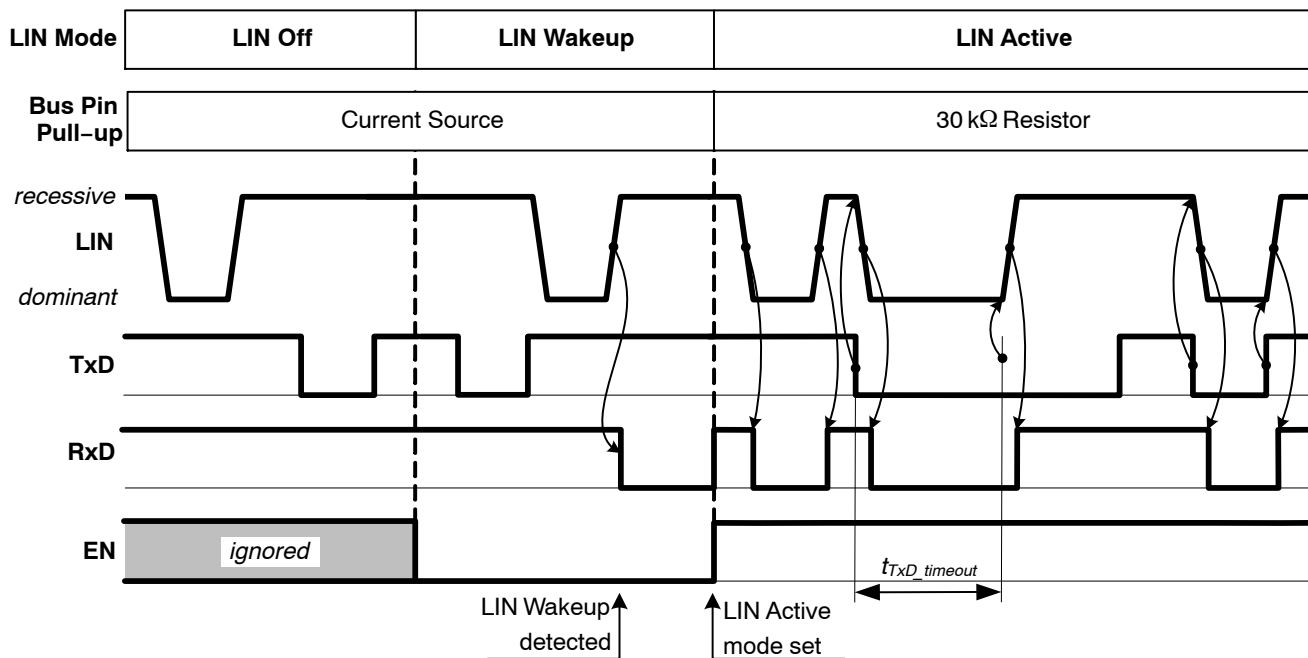 LIN Mode
LIN Off
LIN Wakeup
LIN Active
Bus Pin
Pull−up
Current Source
30 kΩ Resistor
recessive
LIN
dominant
TxD
RxD
EN
ignored
tTxD_timeout
LIN Wakeup
detected
LIN Active
mode set